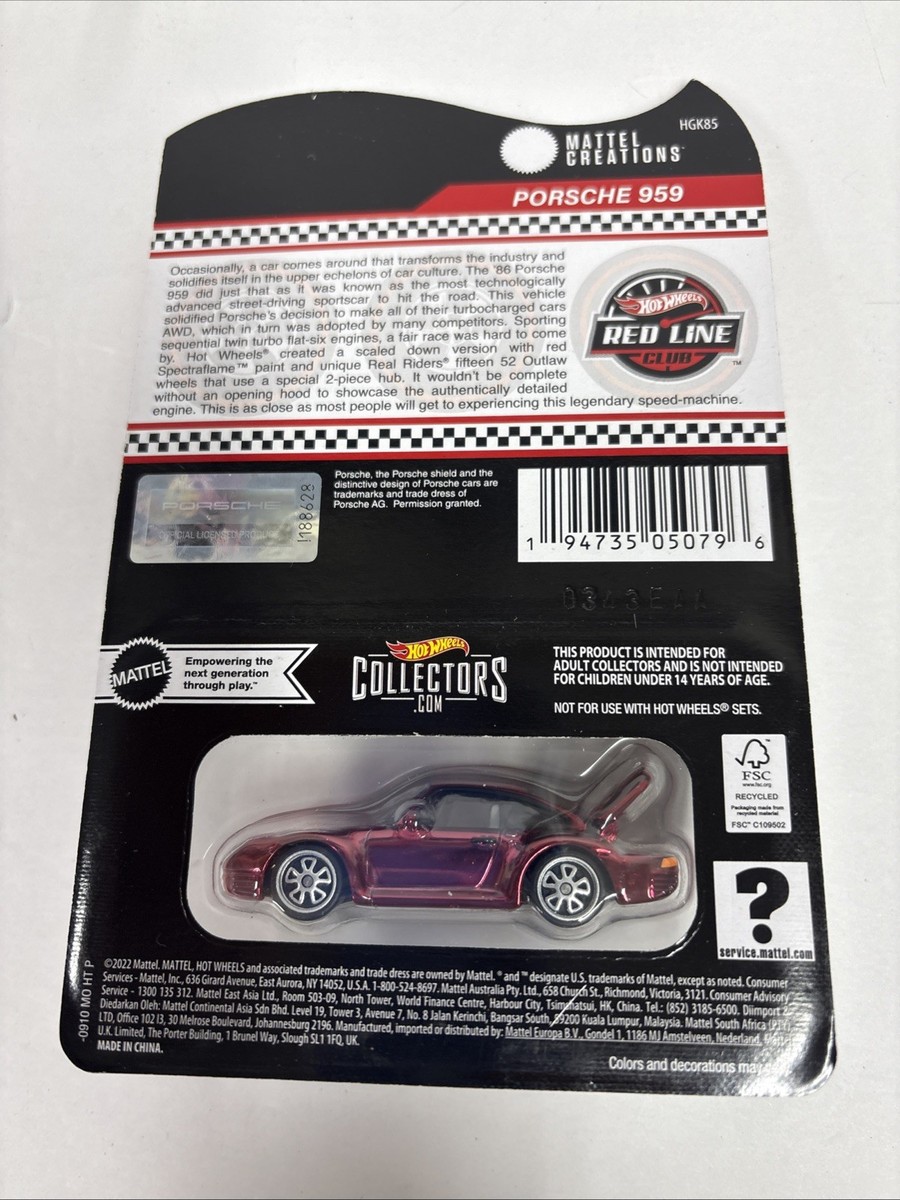 HGK85
MATTEL
CREATIONS
PORSCHE 959
Occasionally, a car comes around that transforms the industry and
solidifies itself in the upper echelons of car culture. The '86 Porsche
959 did just that as it was known as the most technologically
advanced street-driving sportscar to hit the road. This vehicle
solidified Porsche's decision to make all of their turbocharged cars
AWD, which in turn was adopted by many competitors. Sporting
sequential twin turbo flat-six engines, a fair race was hard to come
by. Hot Wheels® created a scaled down version with red
Spectraflame™ paint and unique Real Riders® fifteen 52 Outlaw
wheels that use a special 2-piece hub. It wouldn't be complete
without an opening hood to showcase the authentically detailed
engine. This is as close as most people will get to experiencing this legendary speed-machine.
HOT WHEELS
RED LINE
CLUB
™
PORSCHE
OFFICIAL LICENSED PRODUCT
1188628
Porsche, the Porsche shield and the
distinctive design of Porsche cars are
trademarks and trade dress of
Porsche AG. Permission granted.
1 94735 05079 6
MATTEL
Empowering the
next generation
through play.™
HOT WHEELS
COLLECTORS
.COM
THIS PRODUCT IS INTENDED FOR
ADULT COLLECTORS AND IS NOT INTENDED
FOR CHILDREN UNDER 14 YEARS OF AGE.
NOT FOR USE WITH HOT WHEELS® SETS.
FSC
www.fsc.org
RECYCLED
Packaging made from
recycled material
FSC™ C109502
?
service.mattel.com
-0910 MO HT P
©2022 Mattel. MATTEL, HOT WHEELS and associated trademarks and trade dress are owned by Mattel. ® and ™ designate U.S. trademarks of Mattel, except as noted. Consumer
Services - Mattel, Inc., 636 Girard Avenue, East Aurora, NY 14052, U.S.A. 1-800-524-8697. Mattel Australia Pty. Ltd., 658 Church St., Richmond, Victoria, 3121. Consumer Advisory
Service - 1300 135 312. Mattel East Asia Ltd., Room 503-09, North Tower, World Finance Centre, Harbour City, Tsimshatsui, HK, China. Tel.: (852) 3185-6500. Diimport &
Diedarkan Oleh: Mattel Continental Asia Sdn Bhd. Level 19, Tower 3, Avenue 7, No. 8 Jalan Kerinchi, Bangsar South, 59200 Kuala Lumpur, Malaysia. Mattel South Africa (PTY)
LTD, Office 102 I3, 30 Melrose Boulevard, Johannesburg 2196. Manufactured, imported or distributed by: Mattel Europa B.V., Gondel 1, 1186 MJ Amstelveen, Nederland.
U.K. Limited, The Porter Building, 1 Brunel Way, Slough SL1 1FQ, UK.
MADE IN CHINA.
Colors and decorations may